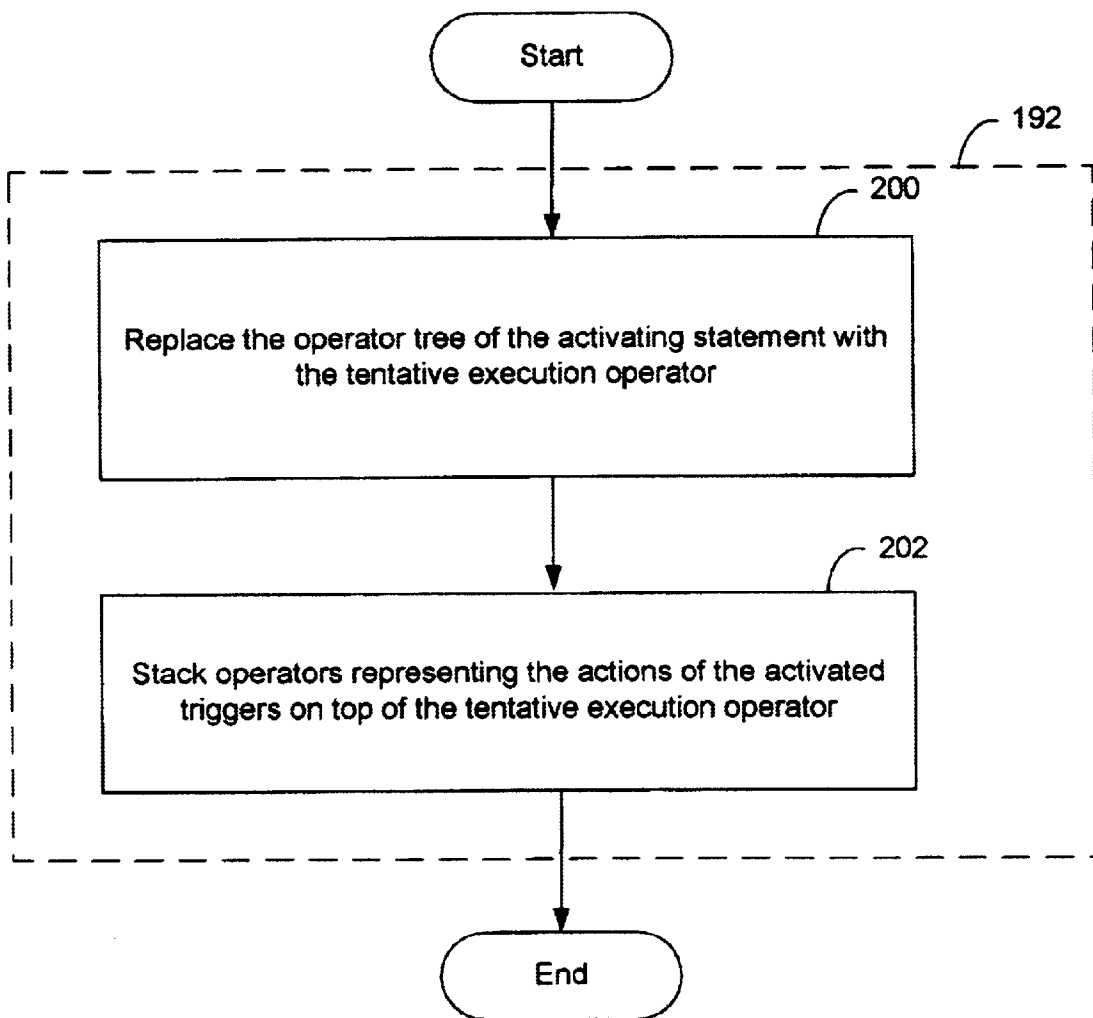 Start
192
200
Replace the operator tree of the activating statement with
the tentative execution operator
202
Stack operators representing the actions of the activated
triggers on top of the tentative execution operator
End